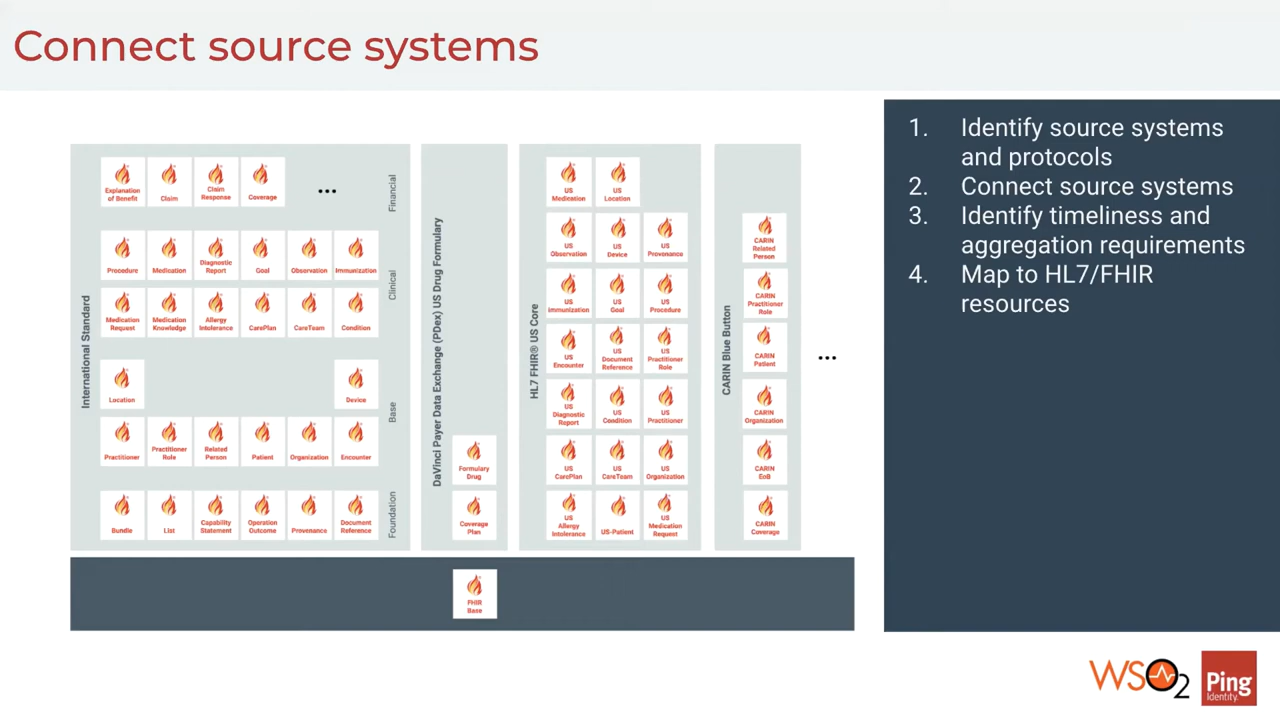 Connect source systems
International Standard
Explanation
of Benefit
Claim
Claim
Response
Coverage
...
Financial
Procedure
Medication
Diagnostic
Report
Goal
Observation
Immunization
Clinical
Medication
Request
Medication
Knowledge
Allergy
Intolerance
CarePlan
CareTeam
Condition
Location
Device
Base
Practitioner
Practitioner
Role
Related
Person
Patient
Organization
Encounter
Bundle
List
Capability
Statement
Operation
Outcome
Provenance
Document
Reference
Foundation
DaVinci Payer Data Exchange (PDex) US Drug Formulary
Formulary
Drug
Coverage
Plan
HL7 FHIR® US Core
US
Medication
US
Location
US
Observation
US
Device
US
Provenance
US
Immunization
US
Goal
US
Procedure
US
Encounter
US
Document
Reference
US
Practitioner
Role
US
Diagnostic
Report
US
Condition
US
Practitioner
US
CarePlan
US
CareTeam
US
Organization
US
Allergy
Intolerance
US-Patient
US
Medication
Request
CARIN Blue Button
CARIN
Related
Person
CARIN
Practitioner
Role
CARIN
Patient
CARIN
Organization
CARIN
EoB
CARIN
Coverage
...
FHIR
Base
1. Identify source systems
and protocols
2. Connect source systems
3. Identify timeliness and
aggregation requirements
4. Map to HL7/FHIR
resources
WSO2
Ping
Identity